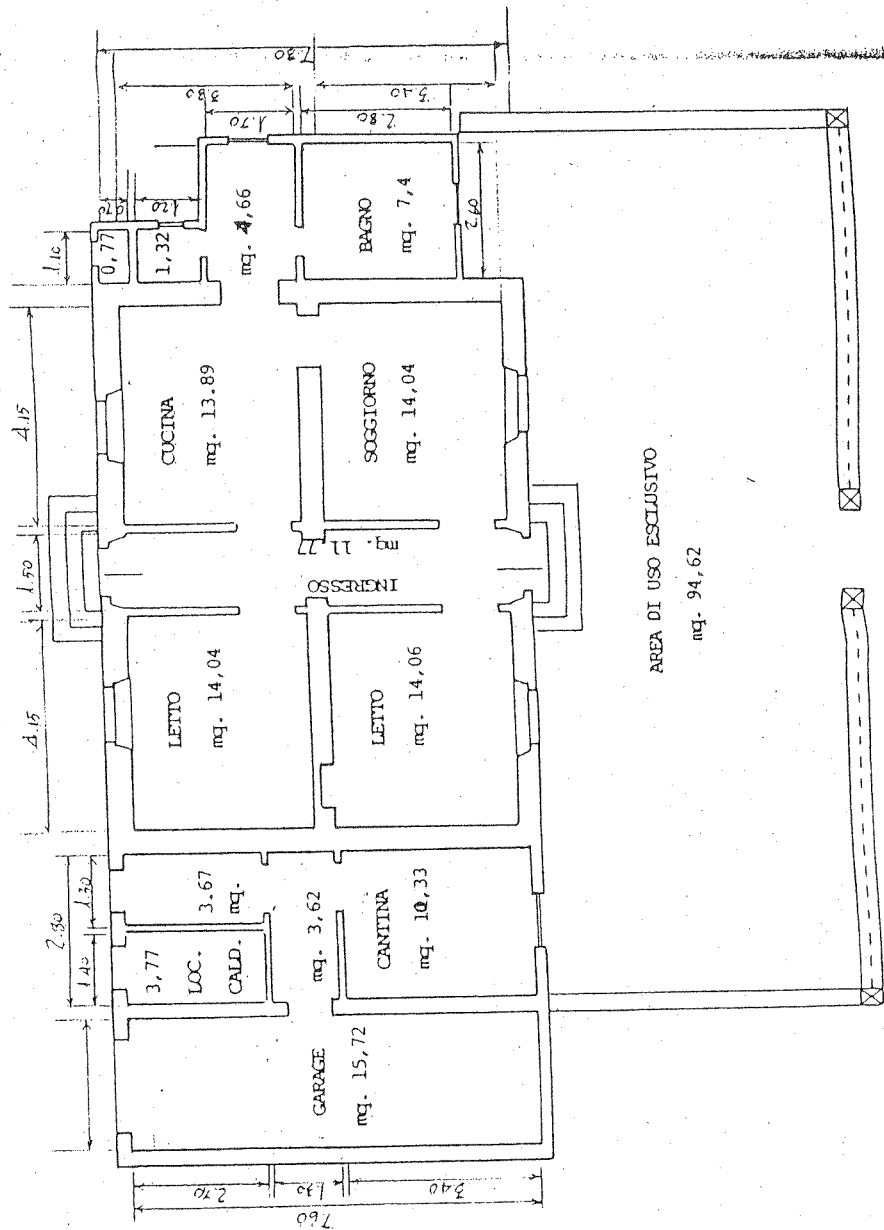 7.30
3.80
3.40
1.70
2.80
0.70
1.20
1.10
2.60
0,77
1,32
mq. 4,66
BAGNO
mq. 7,4
4.15
1.50
4.15
CUCINA
mq. 13.89
SOGGIORNO
mq. 14,04
INGRESSO
mq. 11.77
LETTO
mq. 14,04
LETTO
mq. 14,06
AREA DI USO ESCLUSIVO
mq. 94,62
2.80
1.30
1.40
3.67
mq.
3,77
LOC.
CALD.
mq. 3,62
CANTINA
mq. 10,33
GARAGE
mq. 15,72
2.70
1.30
3.40
7.60